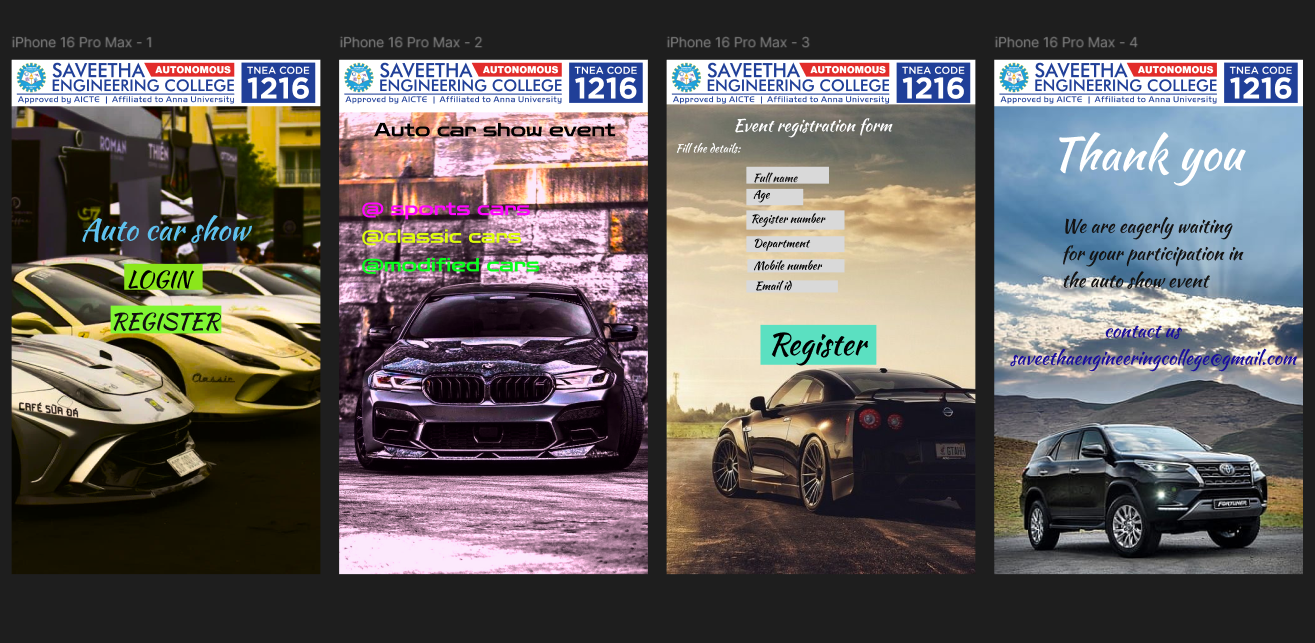 iPhone 16 Pro Max - 1
SAVEETHA AUTONOMOUS
ENGINEERING COLLEGE
Approved by AICTE | Affiliated to Anna University
TNEA CODE
1216
ROMAN
THIËN
Auto car show
LOGIN
REGISTER
Classic
CAFÉ SỮA ĐÁ
iPhone 16 Pro Max - 2
SAVEETHA AUTONOMOUS
ENGINEERING COLLEGE
Approved by AICTE | Affiliated to Anna University
TNEA CODE
1216
Auto car show event
@ sports cars
@classic cars
@modified cars
iPhone 16 Pro Max - 3
SAVEETHA AUTONOMOUS
ENGINEERING COLLEGE
Approved by AICTE | Affiliated to Anna University
TNEA CODE
1216
Event registration form
Fill the details:
Full name
Age
Register number
Department
Mobile number
Email id
Register
iPhone 16 Pro Max - 4
SAVEETHA AUTONOMOUS
ENGINEERING COLLEGE
Approved by AICTE | Affiliated to Anna University
TNEA CODE
1216
Thank you
We are eagerly waiting
for your participation in
the auto show event
contact us
saveethaengineeringcollege@gmail.com
FORTUNER